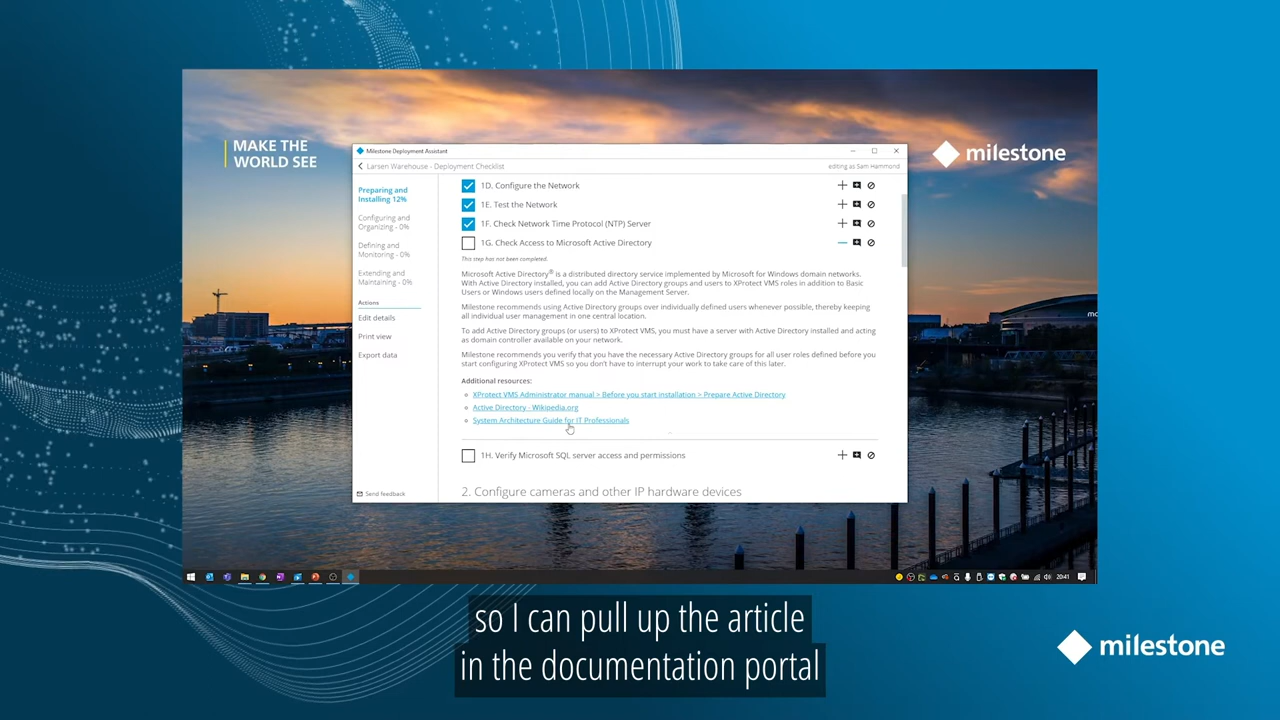 MAKE THE
WORLD SEE
milestone
Milestone Deployment Assistant
Larsen Warehouse - Deployment Checklist
editing as Sam Hammond
Preparing and
Installing 12%
Configuring and
Organizing - 0%
Defining and
Monitoring - 0%
Extending and
Maintaining - 0%
Actions
Edit details
Print view
Export data
Send feedback
1D. Configure the Network
1E. Test the Network
1F. Check Network Time Protocol (NTP) Server
1G. Check Access to Microsoft Active Directory
This step has not been completed.
Microsoft Active Directory® is a distributed directory service implemented by Microsoft for Windows domain networks.
With Active Directory installed, you can add Active Directory groups and users to XProtect VMS roles in addition to Basic
Users or Windows users defined locally on the Management Server.
Milestone recommends using Active Directory groups over individually defined users whenever possible, thereby keeping
all individual user management in one central location.
To add Active Directory groups (or users) to XProtect VMS, you must have a server with Active Directory installed and acting
as domain controller available on your network.
Milestone recommends you verify that you have the necessary Active Directory groups for all user roles defined before you
start configuring XProtect VMS so you don't have to interrupt your work to take care of this later.
Additional resources:
XProtect VMS Administrator manual > Before you start installation > Prepare Active Directory
Active Directory - Wikipedia.org
System Architecture Guide for IT Professionals
1H. Verify Microsoft SQL server access and permissions
2. Configure cameras and other IP hardware devices
20:41
so I can pull up the article
in the documentation portal
milestone